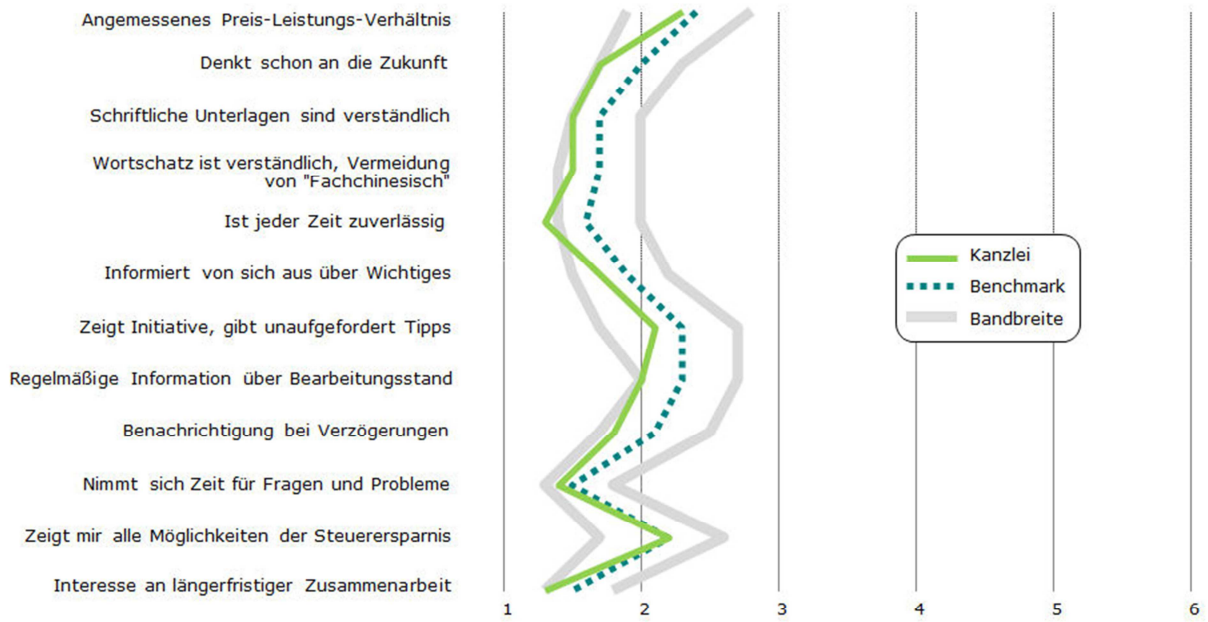 Angemessenes Preis-Leistungs-Verhältnis
Denkt schon an die Zukunft
Schriftliche Unterlagen sind verständlich
Wortschatz ist verständlich, Vermeidung
von "Fachchinesisch"
Ist jeder Zeit zuverlässig
Informiert von sich aus über Wichtiges
Zeigt Initiative, gibt unaufgefordert Tipps
Regelmäßige Information über Bearbeitungsstand
Benachrichtigung bei Verzögerungen
Nimmt sich Zeit für Fragen und Probleme
Zeigt mir alle Möglichkeiten der Steuerersparnis
Interesse an längerfristiger Zusammenarbeit
Kanzlei
Benchmark
Bandbreite
1 2 3 4 5 6